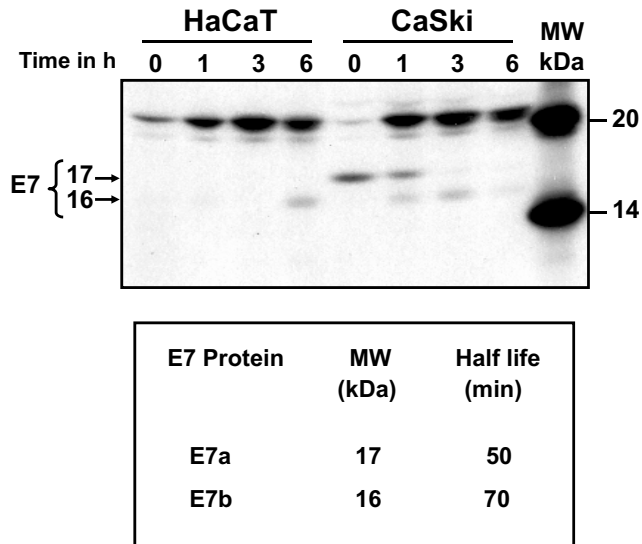 HaCaT CaSki MW
Time in h 0 1 3 6 0 1 3 6 kDa
20
E7 { 17
16
14
E7 Protein MW Half life
(kDa) (min)
E7a 17 50
E7b 16 70